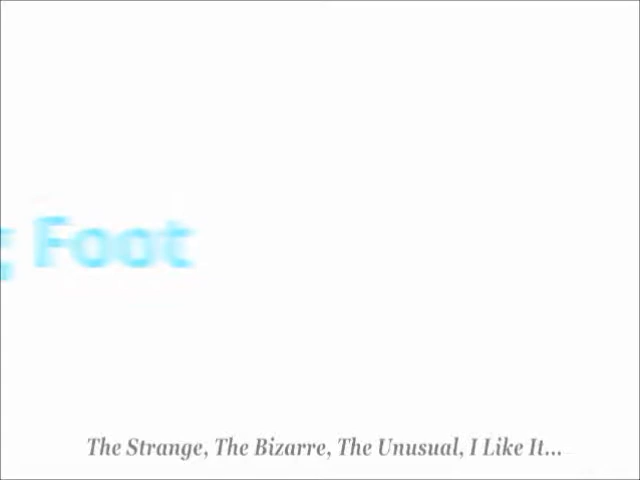 Foot
The Strange, The Bizarre, The Unusual, I Like It...